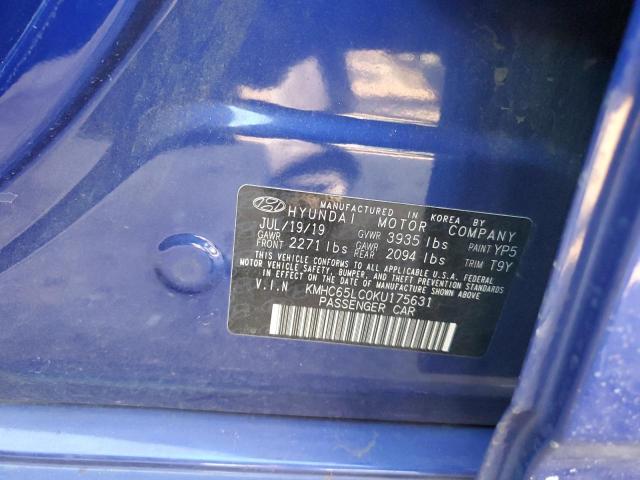 MANUFACTURED IN KOREA BY
HYUNDAI MOTOR COMPANY
JUL/19/19 GVWR 3935 lbs PAINT YP5
GAWR FRONT 2271 lbs GAWR REAR 2094 lbs TRIM T9Y
THIS VEHICLE CONFORMS TO ALL APPLICABLE U.S.A. FEDERAL
MOTOR VEHICLE SAFETY, BUMPER, AND THEFT PREVENTION STANDARDS
IN EFFECT ON THE DATE OF MANUFACTURE SHOWN ABOVE.
V.I.N KMHC65LC0KU175631
PASSENGER CAR